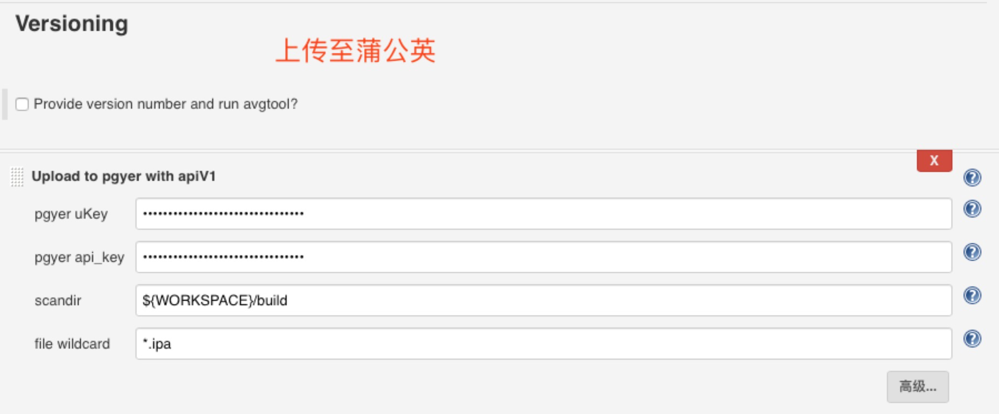 Versioning
上传至蒲公英
Provide version number and run avgtool?
X
Upload to pgyer with apiV1
pgyer uKey
pgyer api_key
scandir ${WORKSPACE}/build
file wildcard *.ipa
高级...